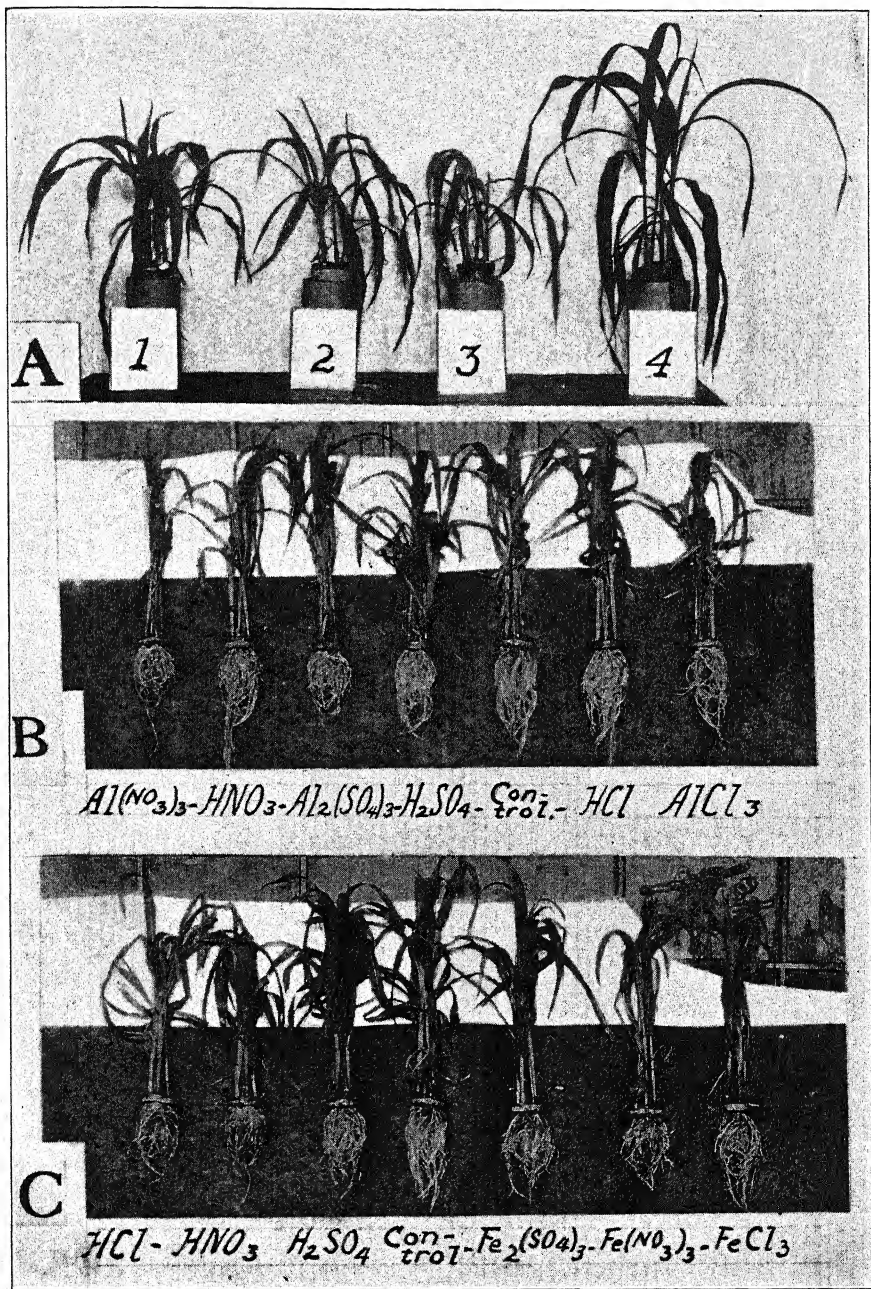 A
1 2 3 4
B
Al(NO3)3-HNO3-Al2(SO4)3-H2SO4-Con-trol.- HCl AlCl3
C
HCl- HNO3 H2SO4 Con-trol-Fe2(SO4)3-Fe(NO3)3-FeCl3